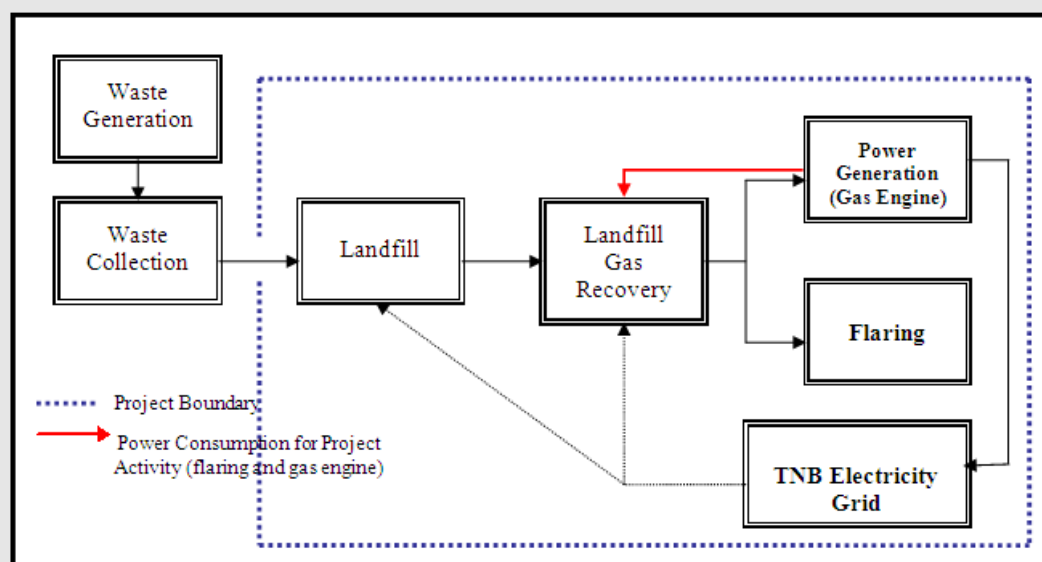 Waste
Generation
Waste
Collection
Landfill
Landfill
Gas
Recovery
Power
Generation
(Gas Engine)
Flaring
TNB Electricity
Grid
Project Boundary
Power Consumption for Project
Activity (flaring and gas engine)